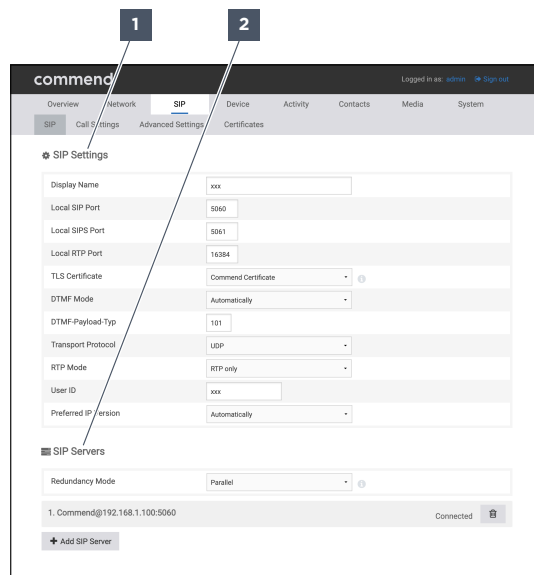 1 2
commend
Logged in as: admin Sign out
Overview Network SIP Device Activity Contacts Media System
SIP Call Settings Advanced Settings Certificates
SIP Settings
Display Name xxx
Local SIP Port 5060
Local SIPS Port 5061
Local RTP Port 16384
TLS Certificate Commend Certificate
DTMF Mode Automatically
DTMF-Payload-Typ 101
Transport Protocol UDP
RTP Mode RTP only
User ID xxx
Preferred IP Version Automatically
SIP Servers
Redundancy Mode Parallel
1. Commend@192.168.1.100:5060 Connected
+ Add SIP Server